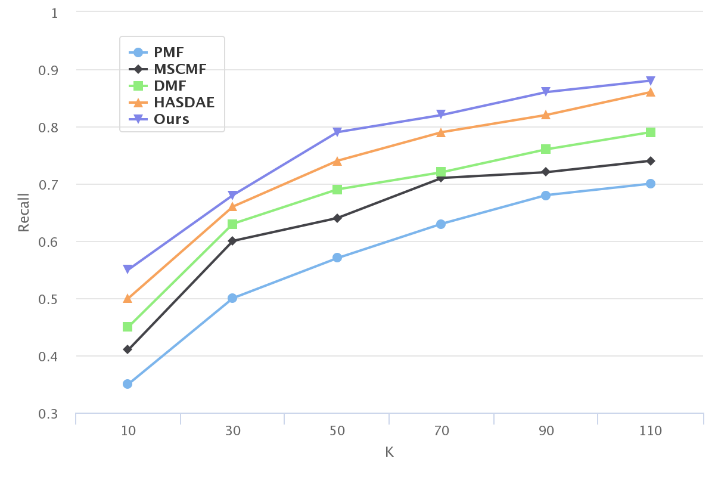 1
0.9
0.8
0.7
0.6
0.5
0.4
0.3
Recall
PMF
MSCMF
DMF
HASDAE
Ours
10 30 50 70 90 110
K